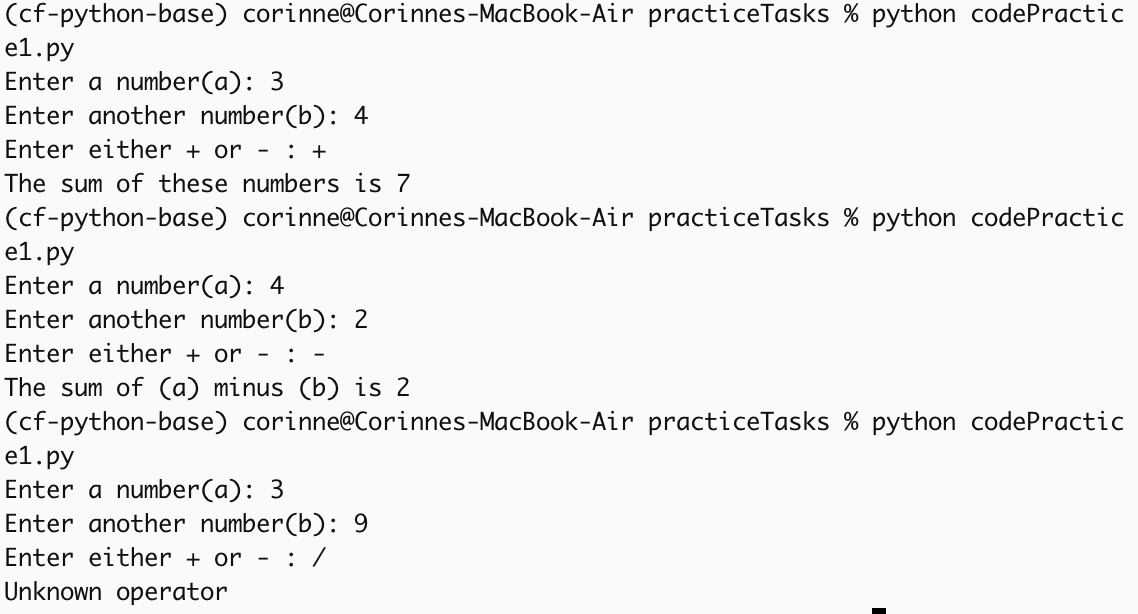 (cf-python-base) corinne@Corinnes-MacBook-Air practiceTasks % python codePractic
e1.py
Enter a number(a): 3
Enter another number(b): 4
Enter either + or - : +
The sum of these numbers is 7
(cf-python-base) corinne@Corinnes-MacBook-Air practiceTasks % python codePractic
e1.py
Enter a number(a): 4
Enter another number(b): 2
Enter either + or - : -
The sum of (a) minus (b) is 2
(cf-python-base) corinne@Corinnes-MacBook-Air practiceTasks % python codePractic
e1.py
Enter a number(a): 3
Enter another number(b): 9
Enter either + or - : /
Unknown operator